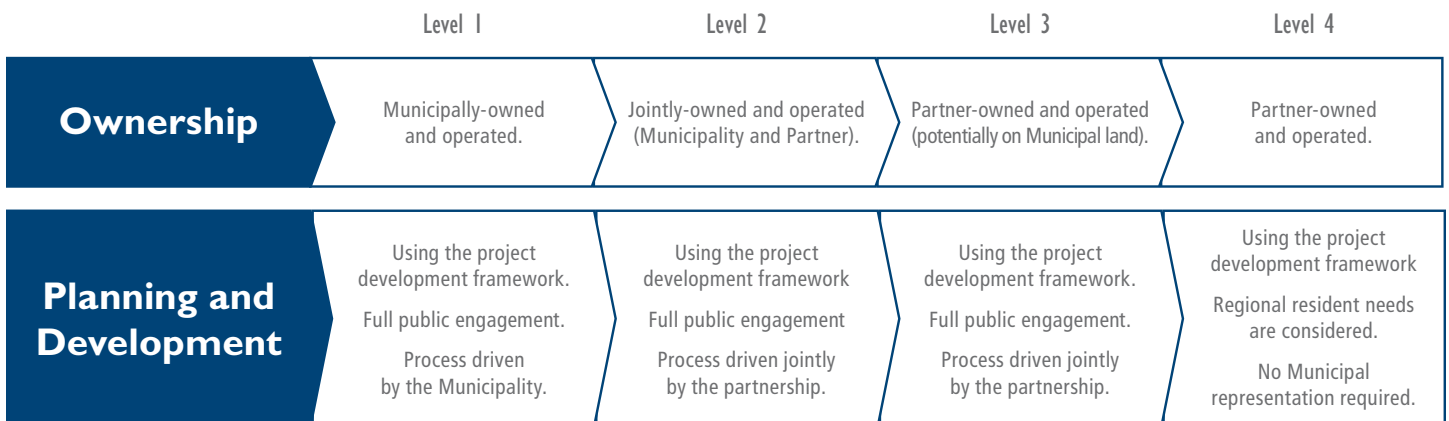 Level 1
Level 2
Level 3
Level 4
Ownership
Municipally-owned
and operated.
Jointly-owned and operated
(Municipality and Partner).
Partner-owned and operated
(potentially on Municipal land).
Partner-owned
and operated.
Planning and
Development
Using the project
development framework.
Full public engagement.
Process driven
by the Municipality.
Using the project
development framework
Full public engagement
Process driven jointly
by the partnership.
Using the project
development framework.
Full public engagement.
Process driven jointly
by the partnership.
Using the project
development framework
Regional resident needs
are considered.
No Municipal
representation required.